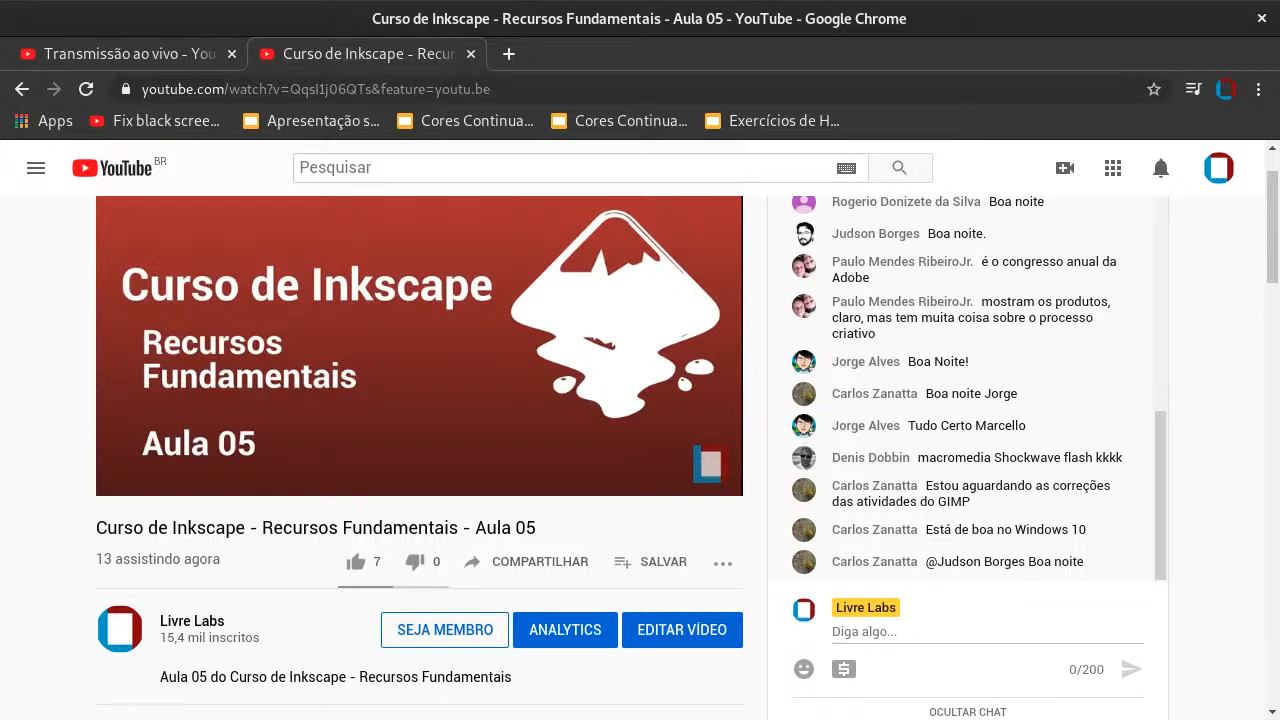 Curso de Inkscape - Recursos Fundamentais - Aula 05 - YouTube - Google Chrome
Transmissão ao vivo - You
Curso de Inkscape - Recur
youtube.com/watch?v=QqsI1j06QTs&feature=youtu.be
Apps
Fix black scree...
Apresentação s...
Cores Continua...
Cores Continua...
Exercícios de H...
YouTube BR
Pesquisar
Curso de Inkscape
Recursos
Fundamentais
Aula 05
Curso de Inkscape - Recursos Fundamentais - Aula 05
13 assistindo agora
7
0
COMPARTILHAR
SALVAR
Livre Labs
15,4 mil inscritos
SEJA MEMBRO
ANALYTICS
EDITAR VÍDEO
Aula 05 do Curso de Inkscape - Recursos Fundamentais
Rogerio Donizete da Silva Boa noite
Judson Borges Boa noite.
Paulo Mendes RibeiroJr. é o congresso anual da
Adobe
Paulo Mendes RibeiroJr. mostram os produtos,
claro, mas tem muita coisa sobre o processo
criativo
Jorge Alves Boa Noite!
Carlos Zanatta Boa noite Jorge
Jorge Alves Tudo Certo Marcello
Denis Dobbin macromedia Shockwave flash kkkk
Carlos Zanatta Estou aguardando as correções
das atividades do GIMP
Carlos Zanatta Está de boa no Windows 10
Carlos Zanatta @Judson Borges Boa noite
Livre Labs
Diga algo...
0/200
OCULTAR CHAT